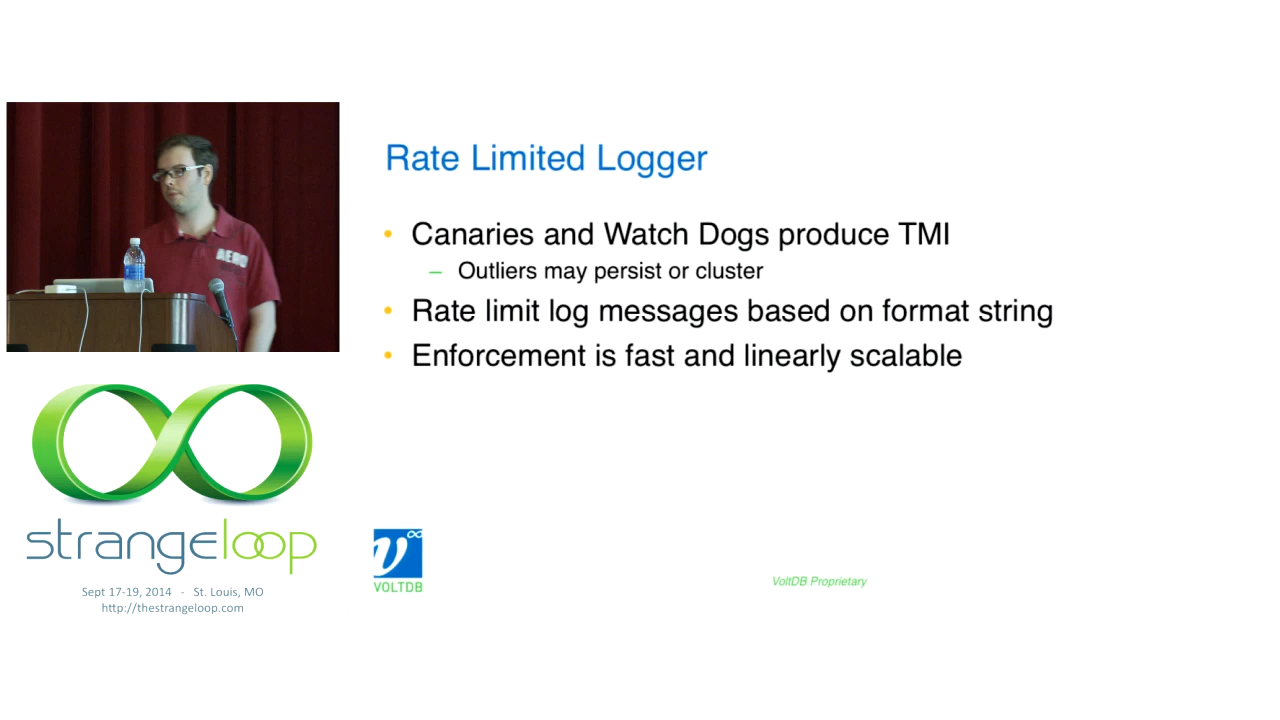 Rate Limited Logger
• Canaries and Watch Dogs produce TMI
– Outliers may persist or cluster
• Rate limit log messages based on format string
• Enforcement is fast and linearly scalable
AERO
strangeloop
Sept 17-19, 2014 - St. Louis, MO
http://thestrangeloop.com
VOLTDB
VoltDB Proprietary